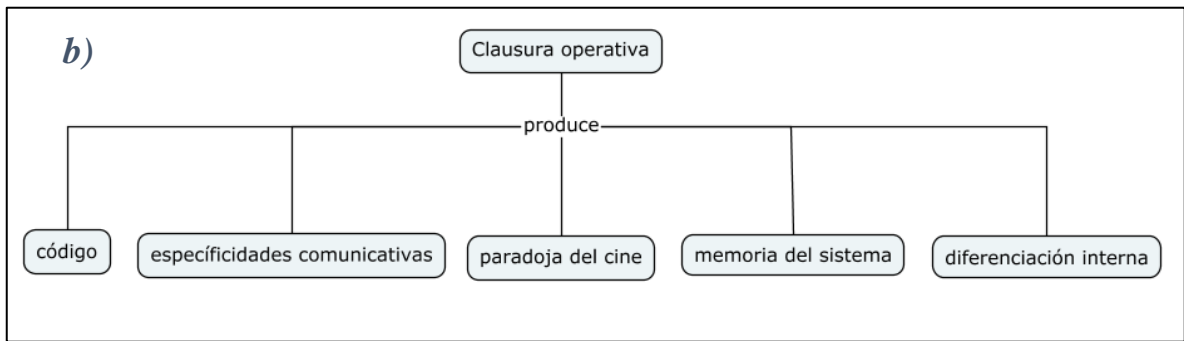 b)
Clausura operativa
produce
código
específicidades comunicativas
paradoja del cine
memoria del sistema
diferenciación interna